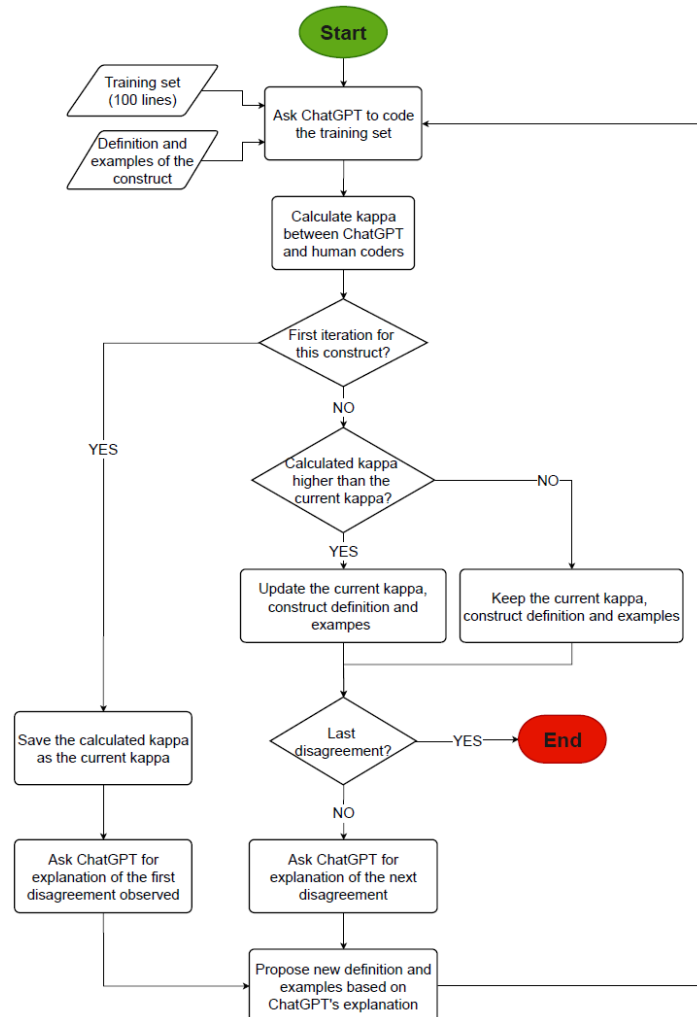 Start
Training set
(100 lines)
Ask ChatGPT to code
the training set
Definition and
examples of the
construct
Calculate kappa
between ChatGPT
and human coders
First iteration for
this construct?
NO
YES
Calculated kappa
higher than the
current kappa?
NO
YES
Update the current kappa,
construct definition and
exampes
Keep the current kappa,
construct definition and examples
Save the calculated kappa
as the current kappa
Last
disagreement?
YES
End
NO
Ask ChatGPT for
explanation of the first
disagreement observed
Ask ChatGPT for
explanation of the next
disagreement
Propose new definition and
examples based on
ChatGPT's explanation